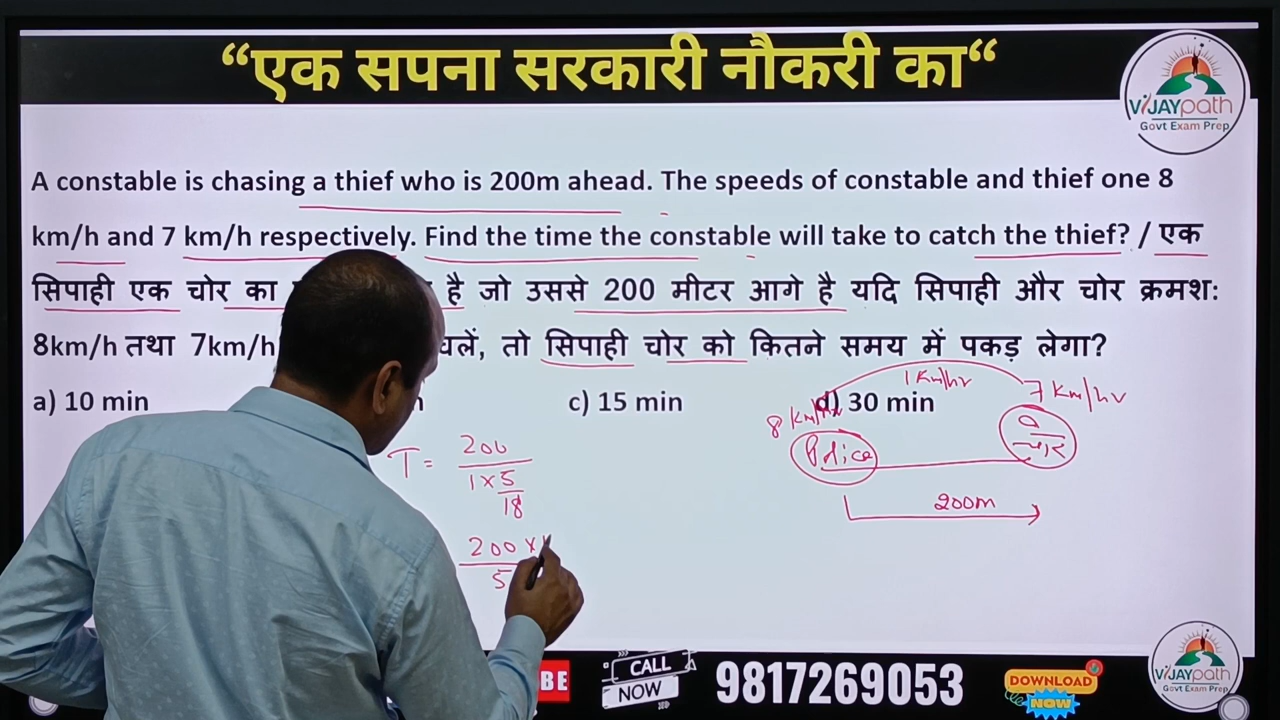 “एक सपना सरकारी नौकरी का“
VIJAYpath
Govt Exam Prep
A constable is chasing a thief who is 200m ahead. The speeds of constable and thief one 8
km/h and 7 km/h respectively. Find the time the constable will take to catch the thief? / एक
सिपाही एक चोर का है जो उससे 200 मीटर आगे है यदि सिपाही और चोर क्रमश:
8km/h तथा 7km/h चलें, तो सिपाही चोर को कितने समय में पकड़ लेगा?
a) 10 min c) 15 min d) 30 min
1 Km/hr
8 Km/hr
7 Km/hr
Police
चोर
200m
T = 200
1 × 5
18
200 ×
5
BE
CALL
NOW
9817269053
DOWNLOAD
NOW
VIJAYpath
Govt Exam Prep